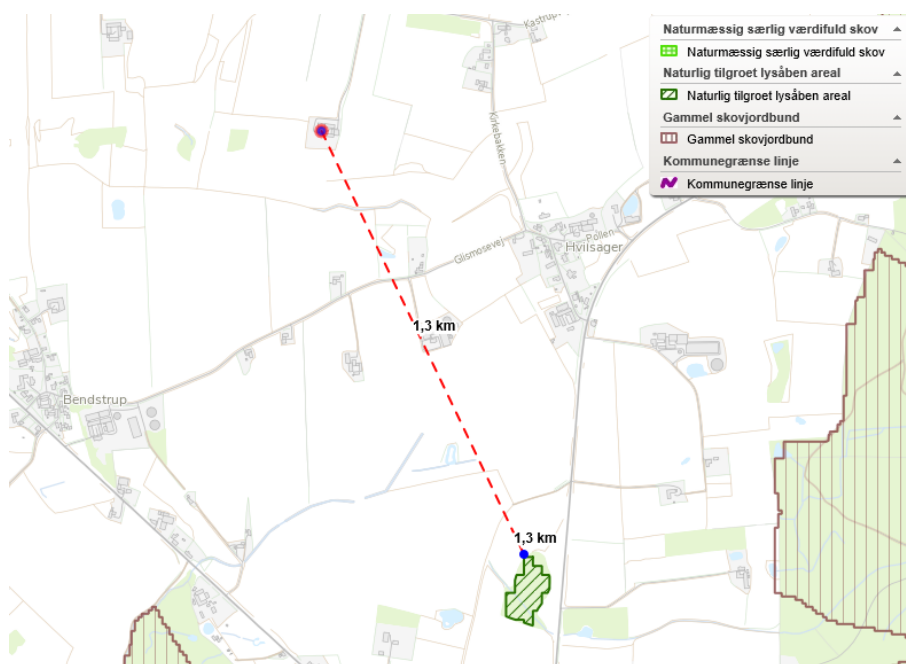 Kastrup
Naturmæssig særlig værdifuld skov
Naturmæssig særlig værdifuld skov
Naturlig tilgroet lysåben areal
Naturlig tilgroet lysåben areal
Gammel skovjordbund
Gammel skovjordbund
Kommunegrænse linje
Kommunegrænse linje
Kirkebakken
Pollen
Hvilsager
Glismosevej
1,3 km
Bendstrup
1,3 km